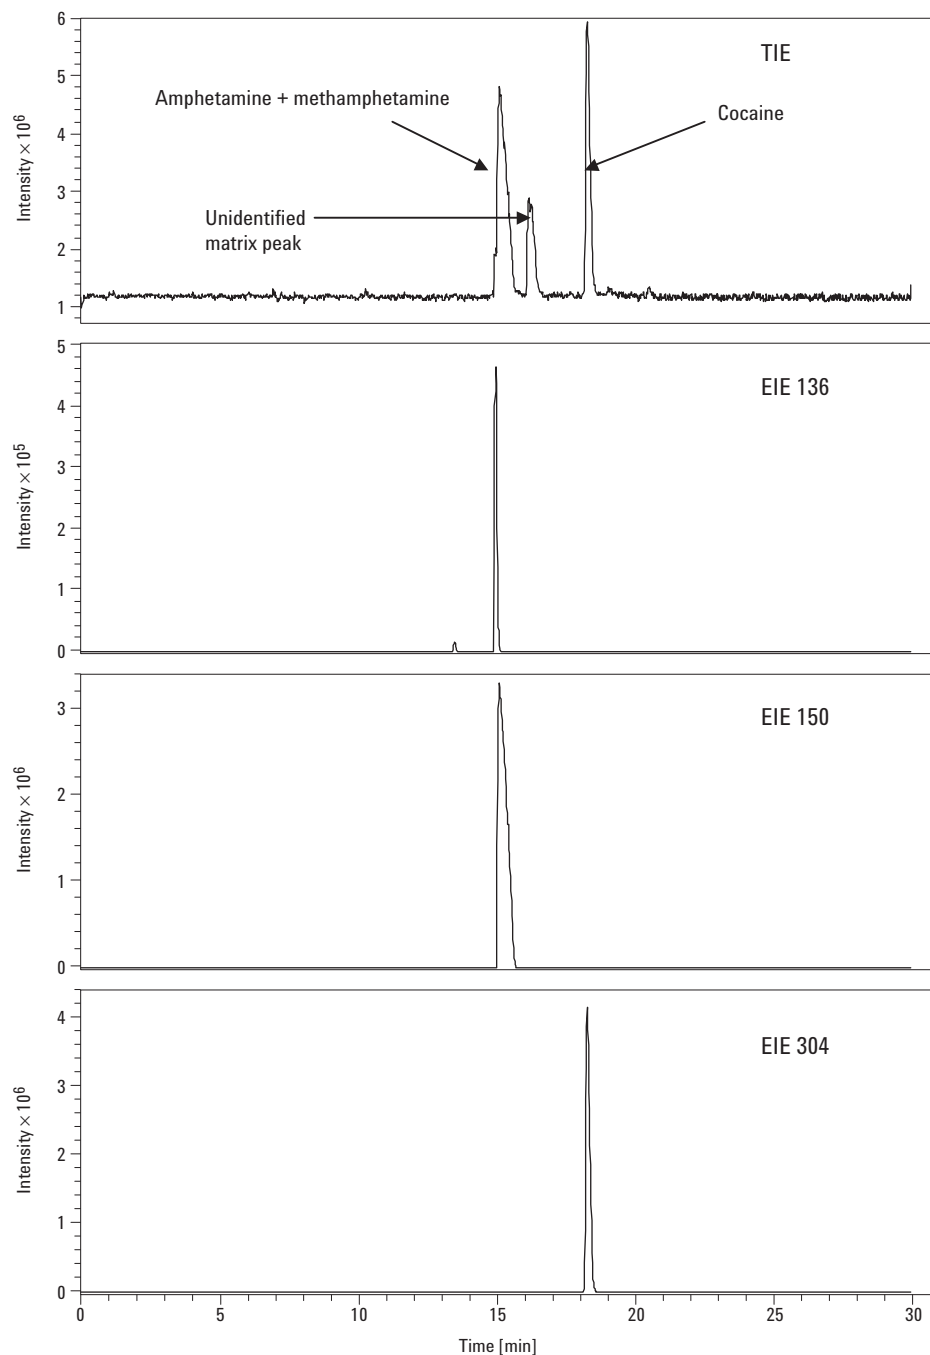 6
5
4
3
2
1
Intensity × 10⁶
TIE
Amphetamine + methamphetamine
Cocaine
Unidentified
matrix peak
5
4
3
2
1
0
Intensity × 10⁵
EIE 136
3
2
1
0
Intensity × 10⁶
EIE 150
4
3
2
1
0
Intensity × 10⁶
EIE 304
0 5 10 15 20 25 30
Time [min]